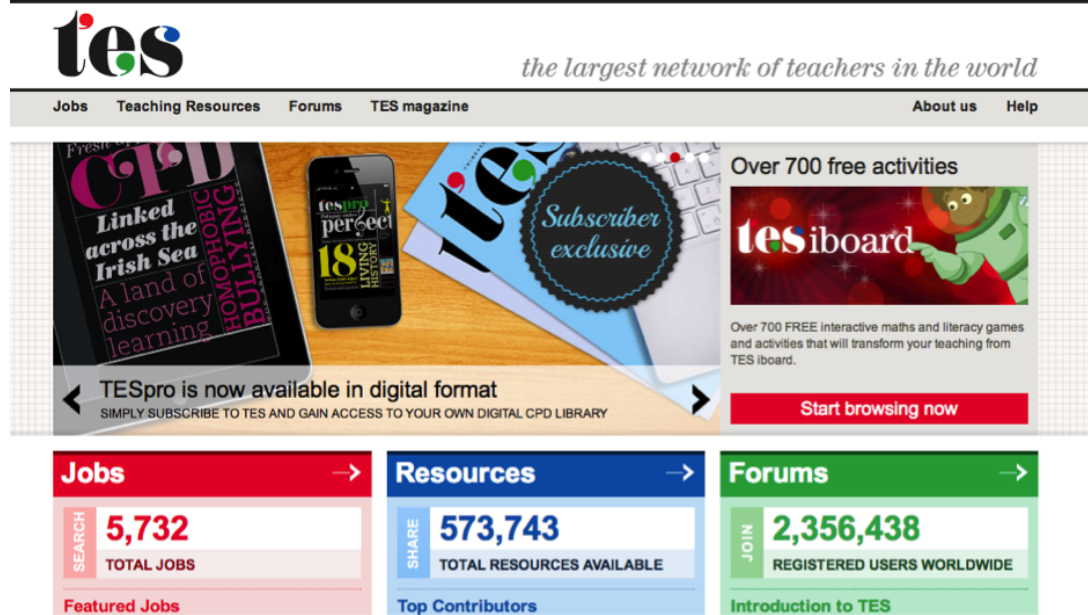 tes
the largest network of teachers in the world
Jobs Teaching Resources Forums TES magazine About us Help
CPD
Linked
across the
Irish Sea
A land of
discovery
learning
HOMOPHOBIC
BULLYING
tespro
perfect
18
LIVING
HISTORY
tes
Subscriber
exclusive
TESpro is now available in digital format
SIMPLY SUBSCRIBE TO TES AND GAIN ACCESS TO YOUR OWN DIGITAL CPD LIBRARY
Over 700 free activities
tes iboard
Over 700 FREE interactive maths and literacy games
and activities that will transform your teaching from
TES iboard.
Start browsing now
Jobs
SEARCH
5,732
TOTAL JOBS
Featured Jobs
Resources
SHARE
573,743
TOTAL RESOURCES AVAILABLE
Top Contributors
Forums
JOIN
2,356,438
REGISTERED USERS WORLDWIDE
Introduction to TES